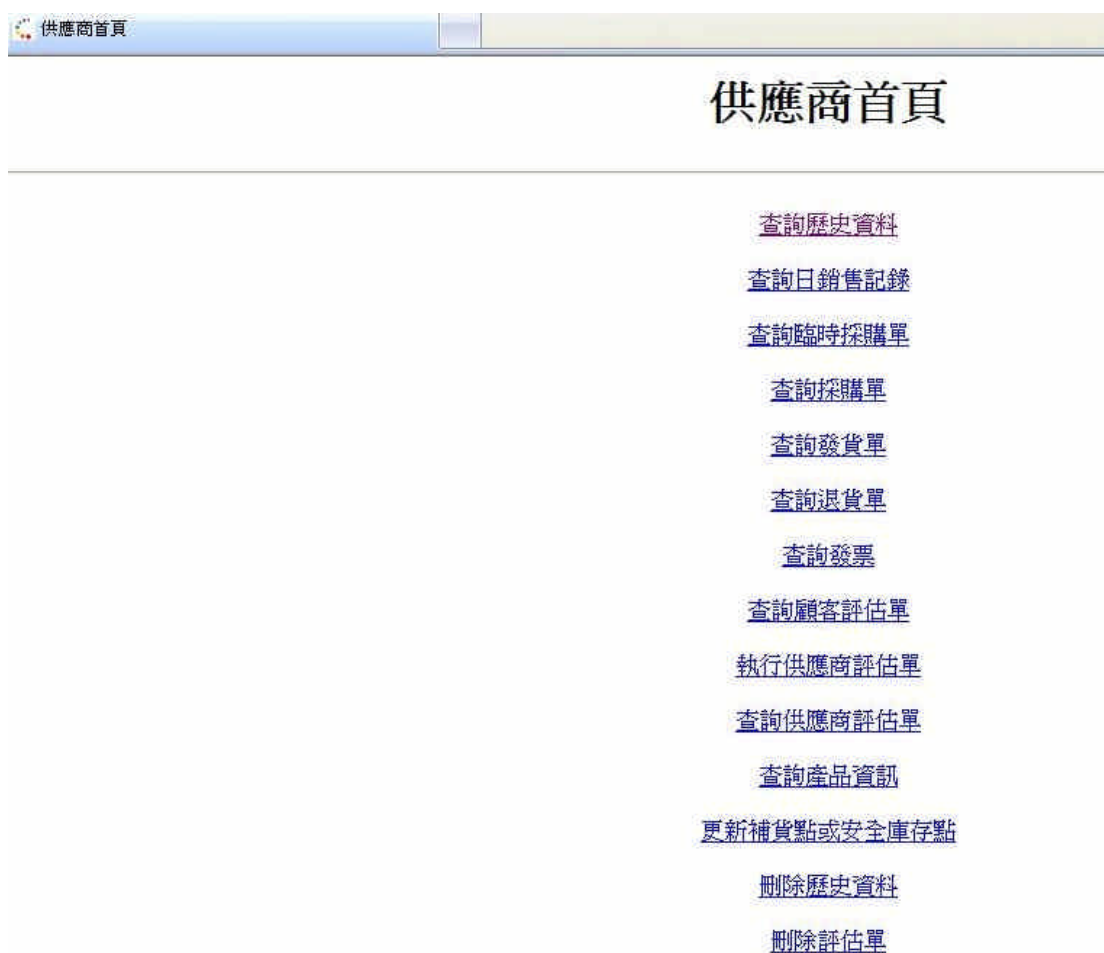 供應商首頁
供應商首頁
查詢歷史資料
查詢日銷售記錄
查詢臨時採購單
查詢採購單
查詢發貨單
查詢退貨單
查詢發票
查詢顧客評估單
執行供應商評估單
查詢供應商評估單
查詢產品資訊
更新補貨點或安全庫存點
刪除歷史資料
刪除評估單